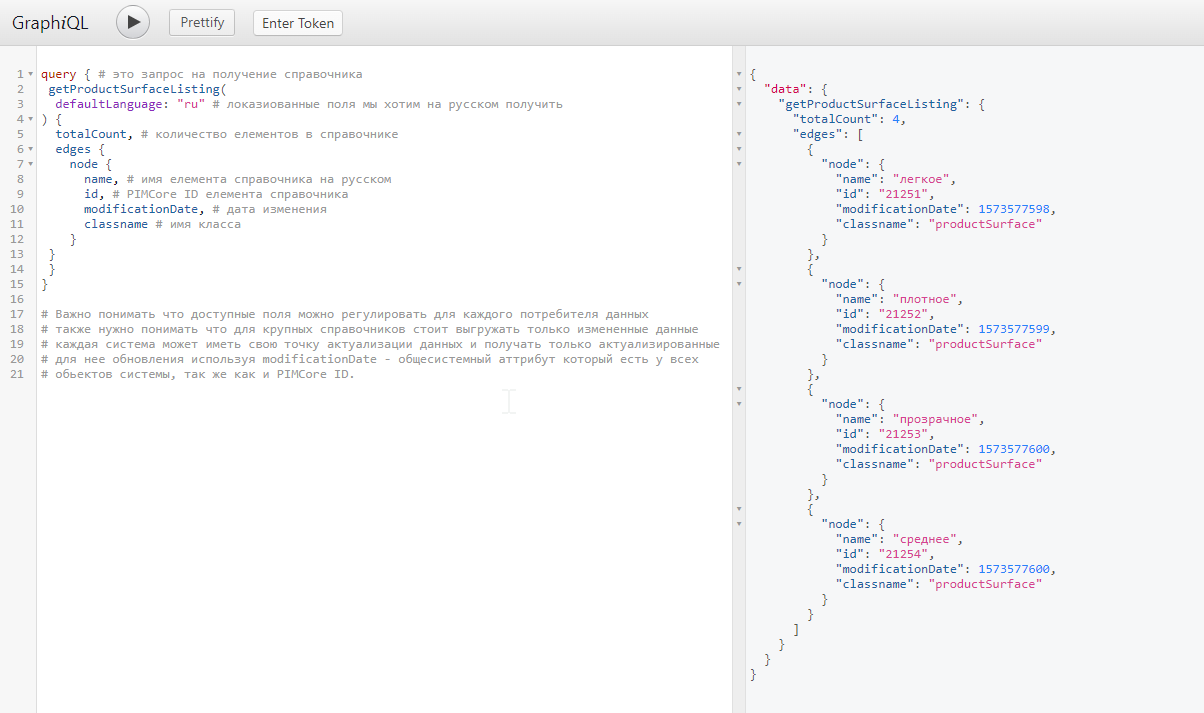 GraphiQL
Prettify
Enter Token
1 query { # это запрос на получение справочника
2 getProductSurfaceListing(
3 defaultLanguage: "ru" # локазиованные поля мы хотим на русском получить
4 ) {
5 totalCount, # количество елементов в справочнике
6 edges {
7 node {
8 name, # имя елемента справочника на русском
9 id, # PIMCore ID елемента справочника
10 modificationDate, # дата изменения
11 classname # имя класса
12 }
13 }
14 }
15 }
16
17 # Важно понимать что доступные поля можно регулировать для каждого потребителя данных
18 # также нужно понимать что для крупных справочников стоит выгружать только измененные данные
19 # каждая система может иметь свою точку актуализации данных и получать только актуализированные
20 # для нее обновления используя modificationDate - общесистемный аттрибут который есть у всех
21 # обьектов системы, так же как и PIMCore ID.
{
"data": {
"getProductSurfaceListing": {
"totalCount": 4,
"edges": [
{
"node": {
"name": "легкое",
"id": "21251",
"modificationDate": 1573577598,
"classname": "productSurface"
}
},
{
"node": {
"name": "плотное",
"id": "21252",
"modificationDate": 1573577599,
"classname": "productSurface"
}
},
{
"node": {
"name": "прозрачное",
"id": "21253",
"modificationDate": 1573577600,
"classname": "productSurface"
}
},
{
"node": {
"name": "среднее",
"id": "21254",
"modificationDate": 1573577600,
"classname": "productSurface"
}
}
]
}
}
}